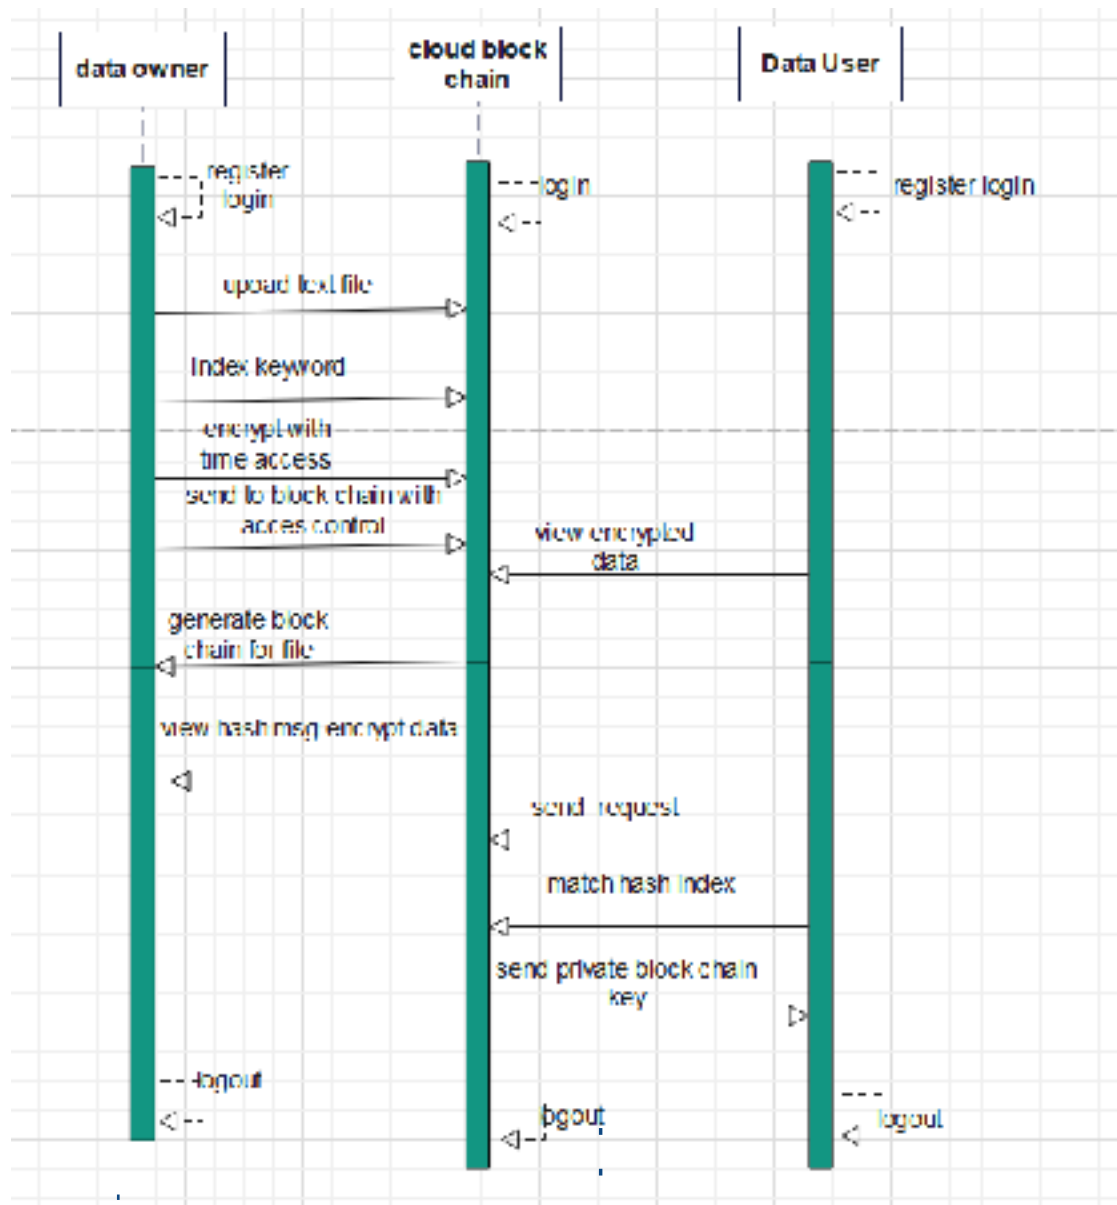 data owner
cloud block
chain
Data User
register
login
login
register login
upoad text file
index keyword
encrypt with
time access
send to block chain with
acces control
view encrypted
data
generate block
chain for file
view hash msg encrypt data
send request
match hash index
send private block chain
key
logout
logout
logout